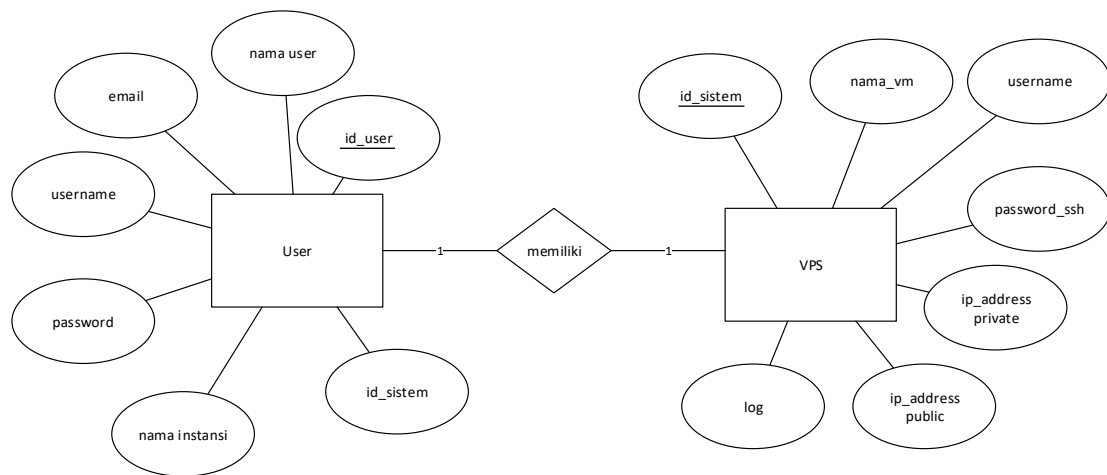 nama user
email
id_user
username
User
password
nama instansi
id_sistem
1
memiliki
1
id_sistem
nama_vm
username
password_ssh
VPS
ip_address
private
ip_address
public
log